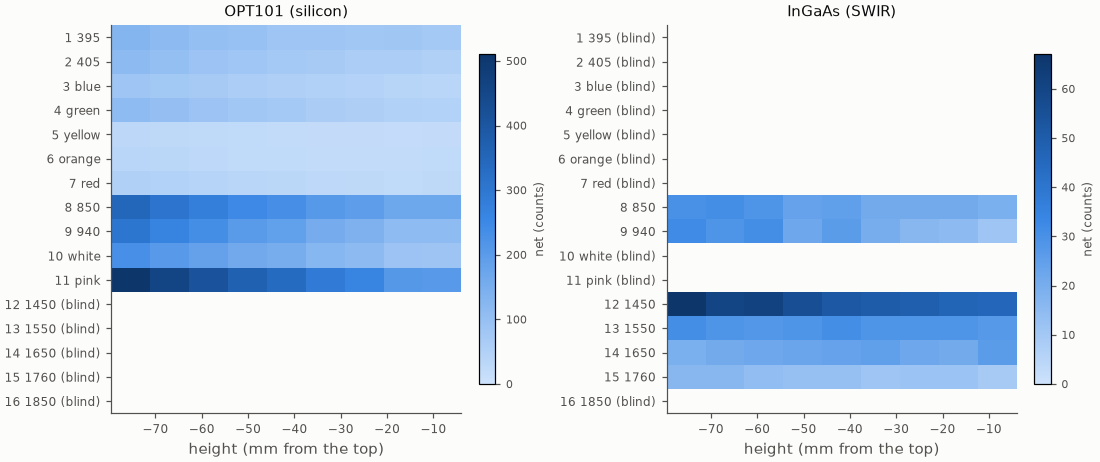 OPT101 (silicon)
1 395
2 405
3 blue
4 green
5 yellow
6 orange
7 red
8 850
9 940
10 white
11 pink
12 1450 (blind)
13 1550 (blind)
14 1650 (blind)
15 1760 (blind)
16 1850 (blind)
−70 −60 −50 −40 −30 −20 −10
height (mm from the top)
500
400
300
200
100
0
net (counts)
InGaAs (SWIR)
1 395 (blind)
2 405 (blind)
3 blue (blind)
4 green (blind)
5 yellow (blind)
6 orange (blind)
7 red (blind)
8 850
9 940
10 white (blind)
11 pink (blind)
12 1450
13 1550
14 1650
15 1760
16 1850 (blind)
−70 −60 −50 −40 −30 −20 −10
height (mm from the top)
60
50
40
30
20
10
0
net (counts)